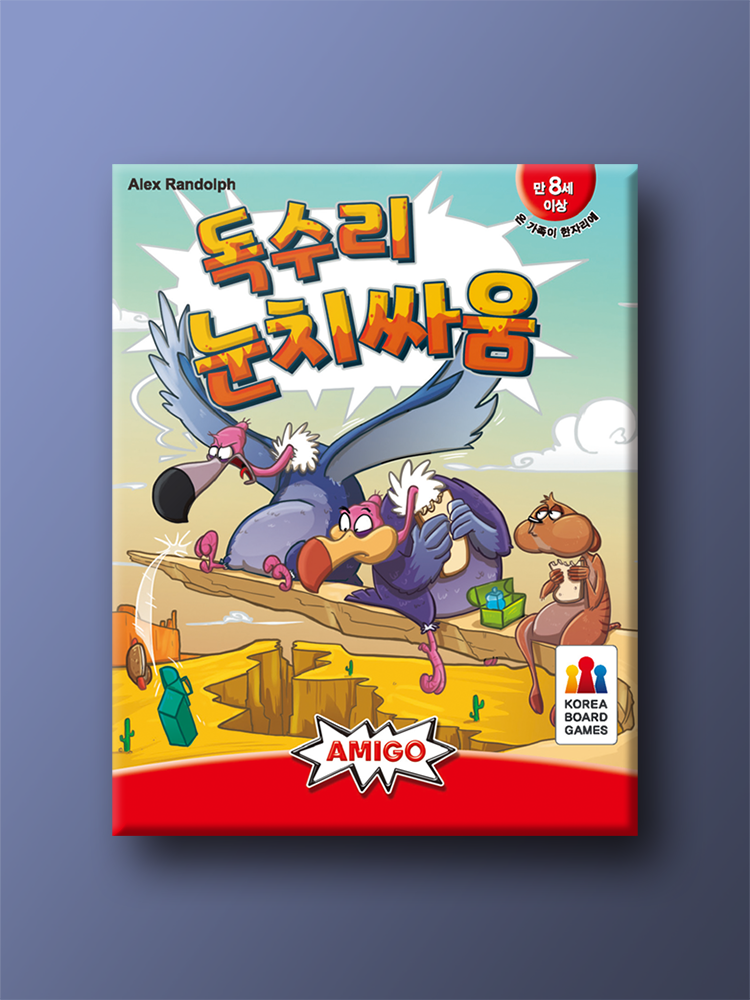 Alex Randolph
만 8세
이상
온 가족이 한자리에
독수리
눈치싸움
KOREA
BOARD
GAMES
AMIGO